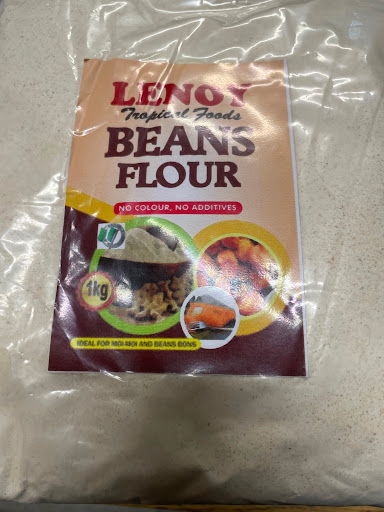 LENOY
Tropical Foods
BEANS
FLOUR
NO COLOUR, NO ADDITIVES
1kg
IDEAL FOR MOI-MOI AND BEANS BONS